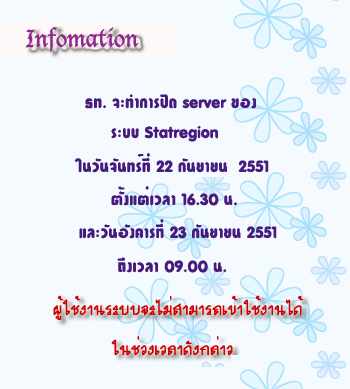 Infomation
ธท. จะทำการปิด server ของ
ระบบ Statregion
ในวันจันทร์ที่ 22 กันยายน 2551
ตั้งแต่เวลา 16.30 น.
และวันอังคารที่ 23 กันยายน 2551
ถึงเวลา 09.00 น.
ผู้ใช้งานระบบจะไม่สามารถเข้าใช้งานได้
ในช่วงเวลาดังกล่าว